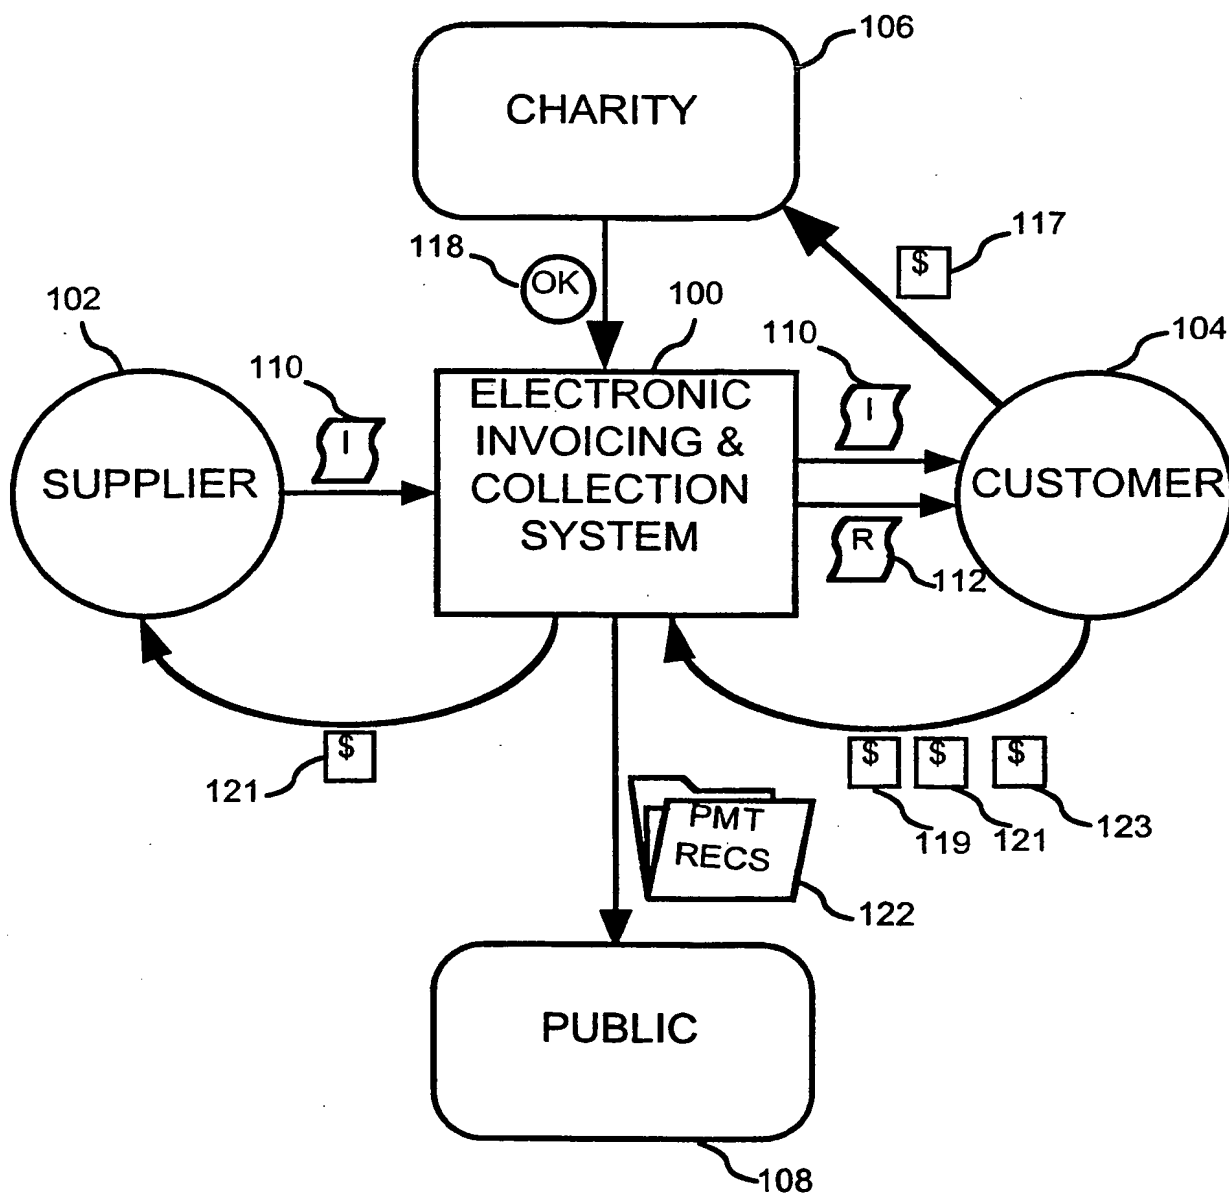 106
CHARITY
117
$
118
OK
100
102
110
110
104
I
I
ELECTRONIC
INVOICING &
COLLECTION
SYSTEM
SUPPLIER
CUSTOMER
R
112
$
121
$
$
$
119
121
123
PMT
RECS
122
PUBLIC
108